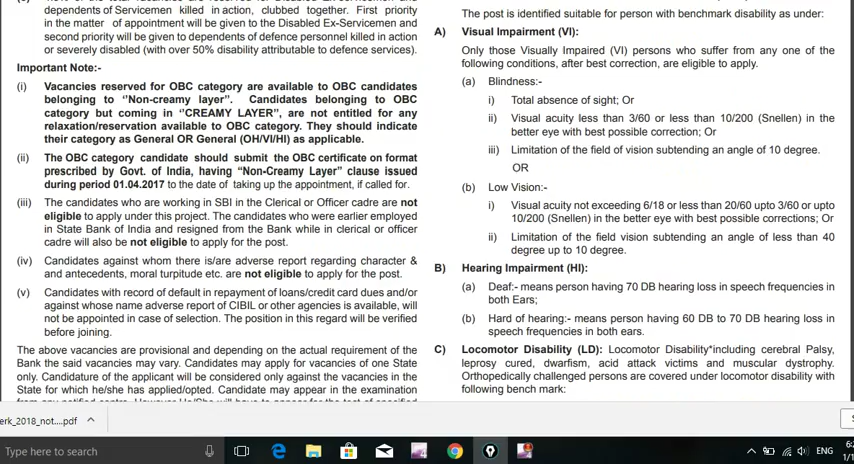 dependents of Servicemen killed in action, clubbed together. First priority
in the matter of appointment will be given to the Disabled Ex-Servicemen and
second priority will be given to dependents of defence personnel killed in action
or severely disabled (with over 50% disability attributable to defence services).
Important Note:-
(i) Vacancies reserved for OBC category are available to OBC candidates
belonging to ‘’Non-creamy layer”. Candidates belonging to OBC
category but coming in ‘’CREAMY LAYER”, are not entitled for any
relaxation/reservation available to OBC category. They should indicate
their category as General OR General (OH/VI/HI) as applicable.
(ii) The OBC category candidate should submit the OBC certificate on format
prescribed by Govt. of India, having “Non-Creamy Layer” clause issued
during period 01.04.2017 to the date of taking up the appointment, if called for.
(iii) The candidates who are working in SBI in the Clerical or Officer cadre are not
eligible to apply under this project. The candidates who were earlier employed
in State Bank of India and resigned from the Bank while in clerical or officer
cadre will also be not eligible to apply for the post.
(iv) Candidates against whom there is/are adverse report regarding character &
and antecedents, moral turpitude etc. are not eligible to apply for the post.
(v) Candidates with record of default in repayment of loans/credit card dues and/or
against whose name adverse report of CIBIL or other agencies is available, will
not be appointed in case of selection. The position in this regard will be verified
before joining.
The above vacancies are provisional and depending on the actual requirement of the
Bank the said vacancies may vary. Candidates may apply for vacancies of one State
only. Candidature of the applicant will be considered only against the vacancies in the
State for which he/she has applied/opted. Candidate may appear in the examination
The post is identified suitable for person with benchmark disability as under:
A) Visual Impairment (VI):
Only those Visually Impaired (VI) persons who suffer from any one of the
following conditions, after best correction, are eligible to apply.
(a) Blindness:-
i) Total absence of sight; Or
ii) Visual acuity less than 3/60 or less than 10/200 (Snellen) in the
better eye with best possible correction; Or
iii) Limitation of the field of vision subtending an angle of 10 degree.
OR
(b) Low Vision:-
i) Visual acuity not exceeding 6/18 or less than 20/60 upto 3/60 or upto
10/200 (Snellen) in the better eye with best possible corrections; Or
ii) Limitation of the field vision subtending an angle of less than 40
degree up to 10 degree.
B) Hearing Impairment (HI):
(a) Deaf:- means person having 70 DB hearing loss in speech frequencies in
both Ears;
(b) Hard of hearing:- means person having 60 DB to 70 DB hearing loss in
speech frequencies in both ears.
C) Locomotor Disability (LD): Locomotor Disability*including cerebral Palsy,
leprosy cured, dwarfism, acid attack victims and muscular dystrophy.
Orthopedically challenged persons are covered under locomotor disability with
following bench mark:
erk_2018_not....pdf
Type here to search
ENG